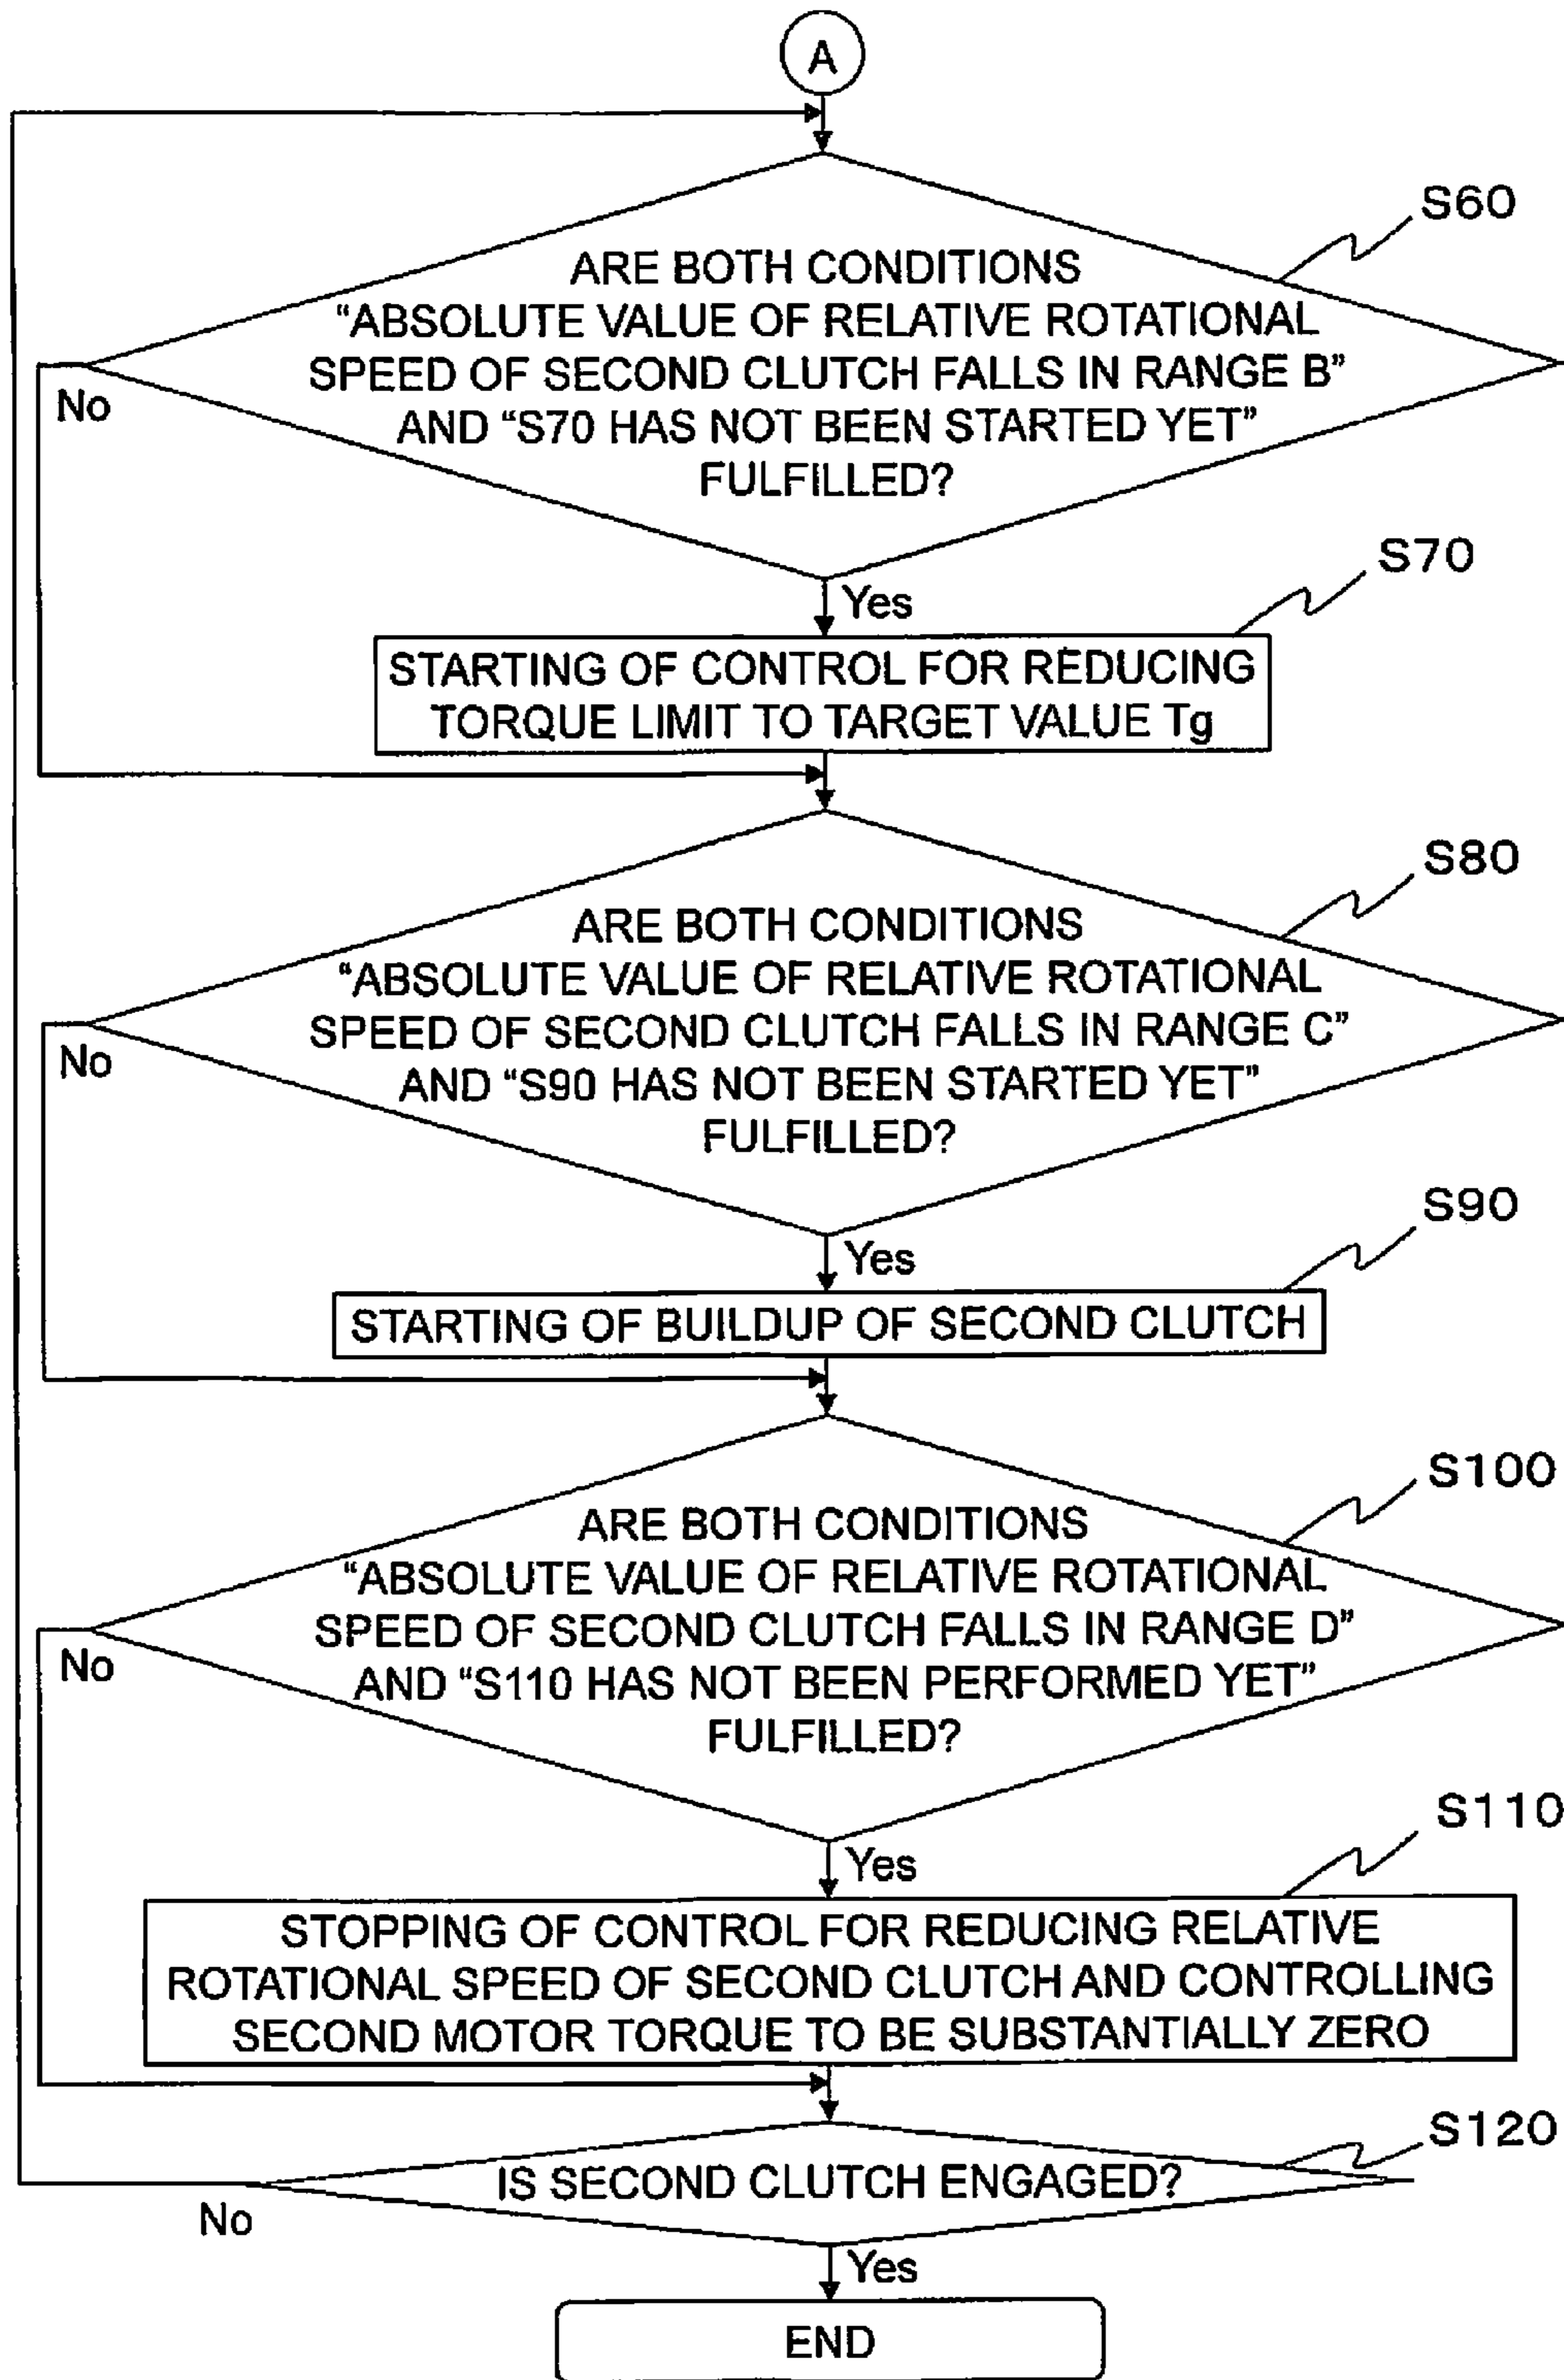 A
S60
ARE BOTH CONDITIONS
“ABSOLUTE VALUE OF RELATIVE ROTATIONAL
SPEED OF SECOND CLUTCH FALLS IN RANGE B”
AND “S70 HAS NOT BEEN STARTED YET”
FULFILLED?
No
Yes
S70
STARTING OF CONTROL FOR REDUCING
TORQUE LIMIT TO TARGET VALUE Tg
S80
ARE BOTH CONDITIONS
“ABSOLUTE VALUE OF RELATIVE ROTATIONAL
SPEED OF SECOND CLUTCH FALLS IN RANGE C”
AND “S90 HAS NOT BEEN STARTED YET”
FULFILLED?
No
Yes
S90
STARTING OF BUILDUP OF SECOND CLUTCH
S100
ARE BOTH CONDITIONS
“ABSOLUTE VALUE OF RELATIVE ROTATIONAL
SPEED OF SECOND CLUTCH FALLS IN RANGE D”
AND “S110 HAS NOT BEEN PERFORMED YET”
FULFILLED?
No
Yes
S110
STOPPING OF CONTROL FOR REDUCING RELATIVE
ROTATIONAL SPEED OF SECOND CLUTCH AND CONTROLLING
SECOND MOTOR TORQUE TO BE SUBSTANTIALLY ZERO
S120
IS SECOND CLUTCH ENGAGED?
No
Yes
END